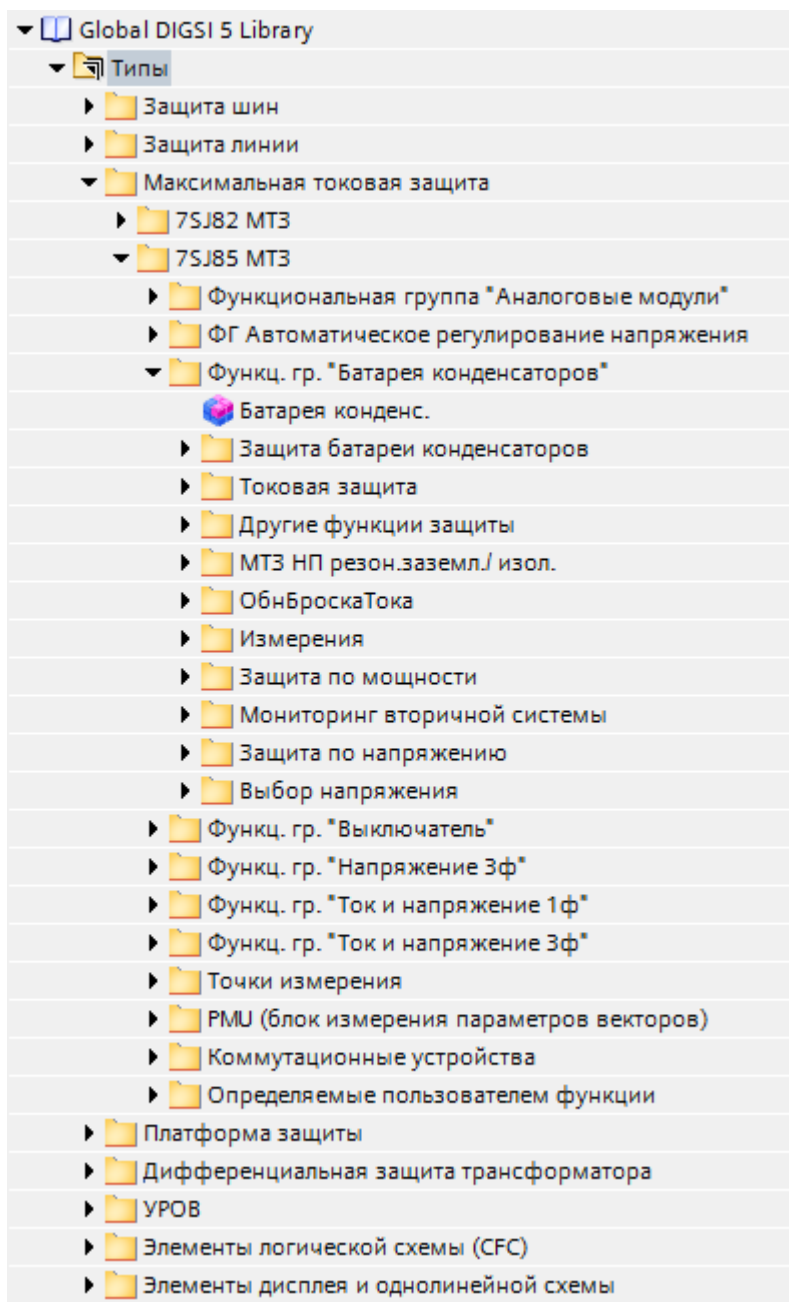 Global DIGSI 5 Library
Типы
Защита шин
Защита линии
Максимальная токовая защита
7SJ82 МТЗ
7SJ85 МТЗ
Функциональная группа "Аналоговые модули"
ФГ Автоматическое регулирование напряжения
Функц. гр. "Батарея конденсаторов"
Батарея конденс.
Защита батареи конденсаторов
Токовая защита
Другие функции защиты
МТЗ НП резон.заземл./ изол.
ОбнБроскаТока
Измерения
Защита по мощности
Мониторинг вторичной системы
Защита по напряжению
Выбор напряжения
Функц. гр. "Выключатель"
Функц. гр. "Напряжение 3ф"
Функц. гр. "Ток и напряжение 1ф"
Функц. гр. "Ток и напряжение 3ф"
Точки измерения
PMU (блок измерения параметров векторов)
Коммутационные устройства
Определяемые пользователем функции
Платформа защиты
Дифференциальная защита трансформатора
УРОВ
Элементы логической схемы (CFC)
Элементы дисплея и однолинейной схемы